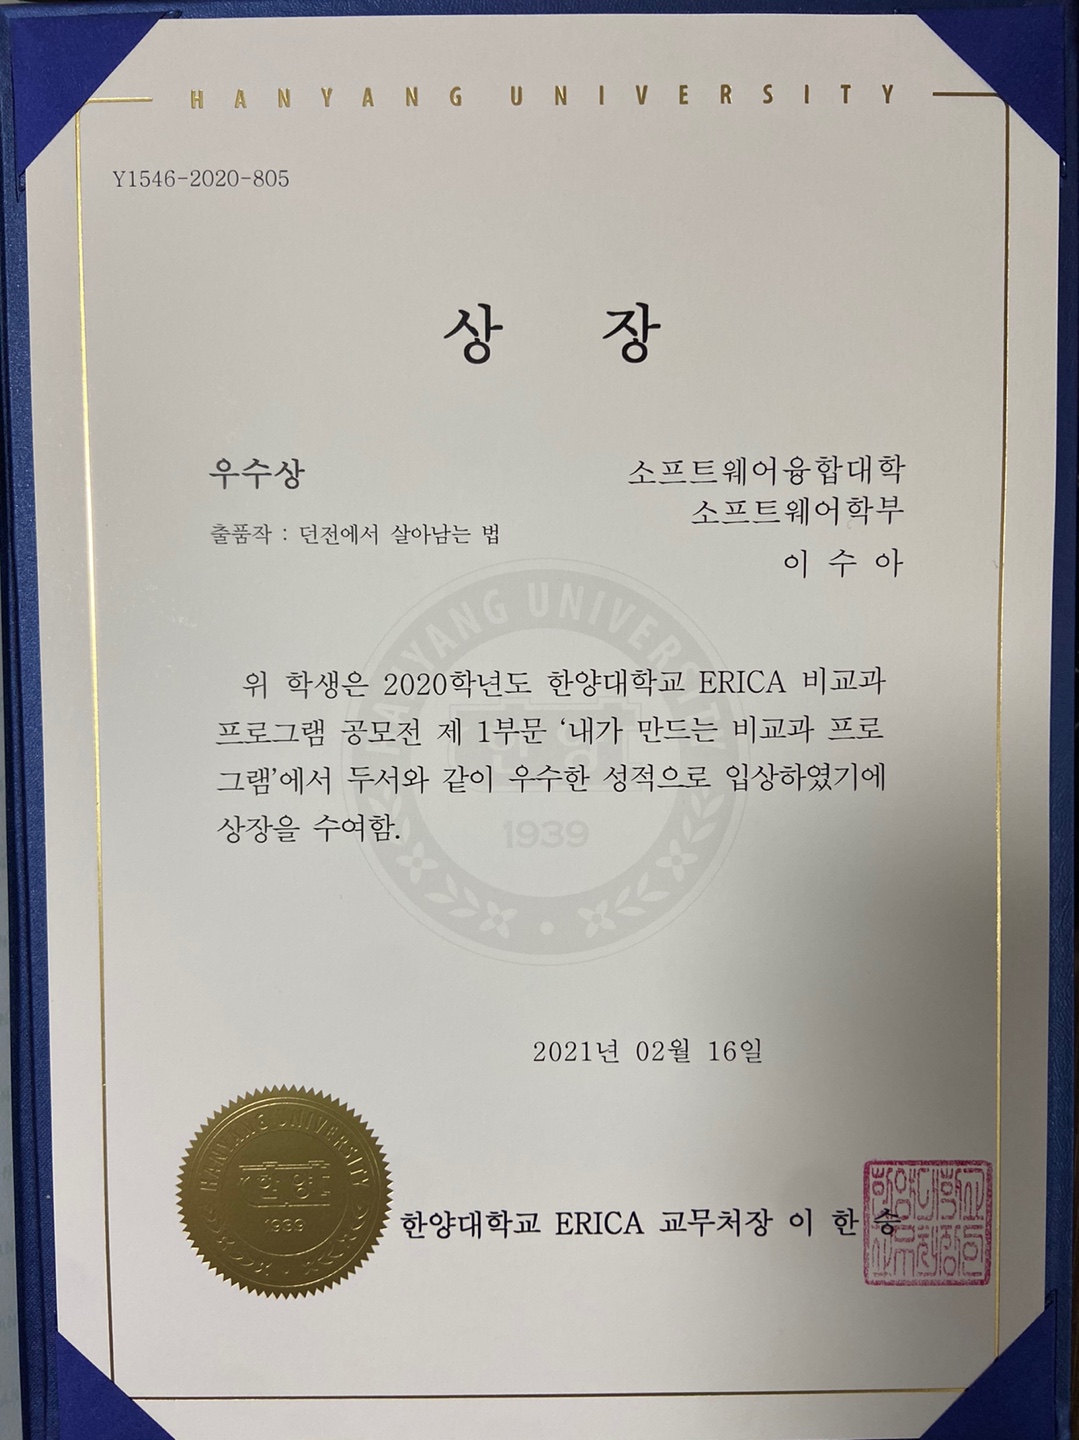 HANYANG UNIVERSITY
Y1546-2020-805
상 장
우수상
출품작 : 던전에서 살아남는 법
소프트웨어융합대학
소프트웨어학부
이 수 아
위 학생은 2020학년도 한양대학교 ERICA 비교과
프로그램 공모전 제 1부문 ‘내가 만드는 비교과 프로
그램’에서 두서와 같이 우수한 성적으로 입상하였기에
상장을 수여함.
HANYANG UNIVERSITY
한양
1939
2021년 02월 16일
HANYANG UNIVERSITY
한양
1939
한양대학교 ERICA 교무처장 이 한 승